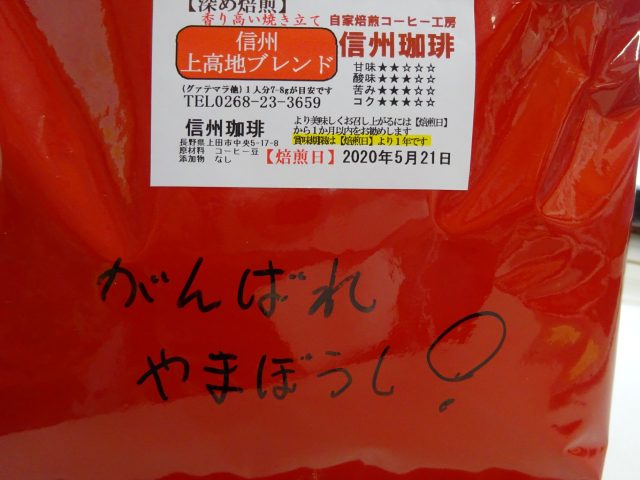 【深め焙煎】
香り高い焼き立て 自家焙煎コーヒー工房
信州
上高地ブレンド
信州珈琲
甘味★★☆☆☆
酸味★★★☆☆
苦み★★★★☆
コク★★★★☆
(グァテマラ他)1人分7-8gが目安です
TEL0268-23-3659
信州珈琲
長野県上田市中央5-17-8
原材料 コーヒー豆
添加物 なし
より美味しくお召し上がるには【焙煎日】
から1か月以内をお勧めします
賞味期限は【焙煎日】より1年です
【焙煎日】 2020年5月21日
がんばれ
やまぼうし!